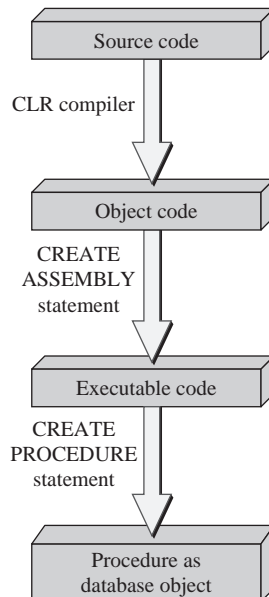 Source code
CLR compiler
Object code
CREATE
ASSEMBLY
statement
Executable code
CREATE
PROCEDURE
statement
Procedure as
database object